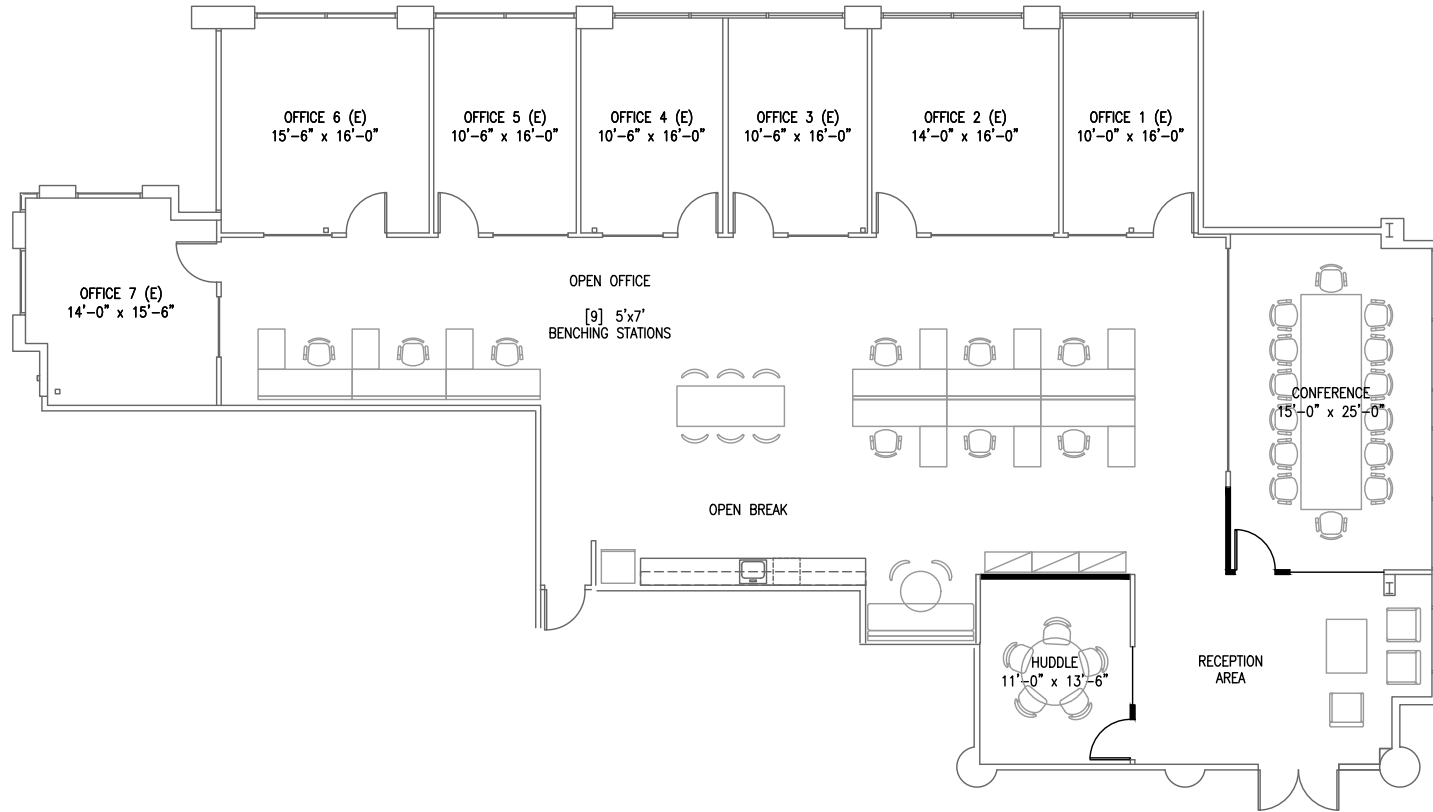 OFFICE 6 (E)
15'-6" x 16'-0"
OFFICE 5 (E)
10'-6" x 16'-0"
OFFICE 4 (E)
10'-6" x 16'-0"
OFFICE 3 (E)
10'-6" x 16'-0"
OFFICE 2 (E)
14'-0" x 16'-0"
OFFICE 1 (E)
10'-0" x 16'-0"
OFFICE 7 (E)
14'-0" x 15'-6"
OPEN OFFICE
[9] 5'x7'
BENCHING STATIONS
CONFERENCE
15'-0" x 25'-0"
OPEN BREAK
HUDDLE
11'-0" x 13'-6"
RECEPTION
AREA